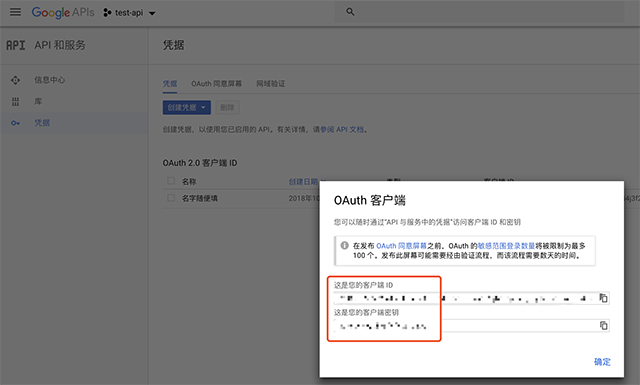 Google APIs
test-api
API
API 和服务
凭据
信息中心
库
凭据
凭据
OAuth 同意屏幕
网域验证
创建凭据
删除
创建凭据，以使用您已启用的 API。有关详情，请参阅 API 文档。
OAuth 2.0 客户端 ID
名称
创建日期
类型
客户端 ID
名字随便填
2018年10
OAuth 客户端
您可以随时通过“API 与服务中的凭据”访问客户端 ID 和密钥
在发布 OAuth 同意屏幕之前，OAuth 的敏感范围登录数量将被限制为最多
100 个。发布此屏幕可能需要经由验证流程，而该流程需要数天的时间。
这是您的客户端 ID
这是您的客户端密钥
确定